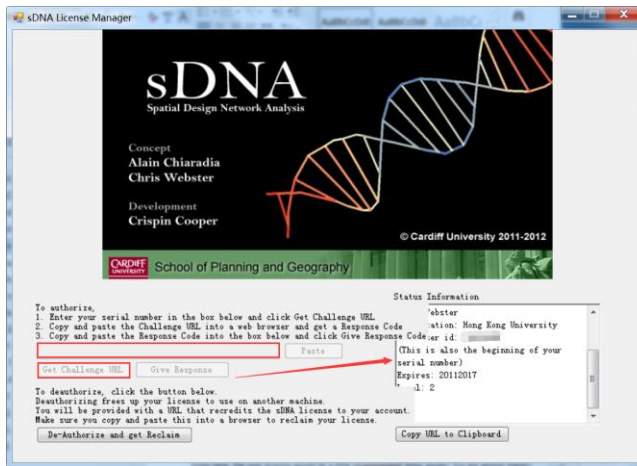 sDNA License Manager
sDNA
Spatial Design Network Analysis
Concept
Alain Chiaradia
Chris Webster
Development
Crispin Cooper
© Cardiff University 2011-2012
CARDIFF
UNIVERSITY
School of Planning and Geography
To authorize,
1. Enter your serial number in the box below and click Get Challenge URL
2. Copy and paste the Challenge URL into a web browser and get a Response Code
3. Copy and paste the Response Code into the box below and click Give Response Code
Paste
Get Challenge URL Give Response
To deauthorize, click the button below.
Deauthorizing frees up your license to use on another machine.
You will be provided with a URL that recredits the sDNA license to your account.
Make sure you copy and paste this into a browser to reclaim your license.
De-Authorize and get Reclaim
Status Information
ebster
ation: Hong Kong University
er id:
(This is also the beginning of your
serial number)
Expires: 20112017
l: 2
Copy URL to Clipboard